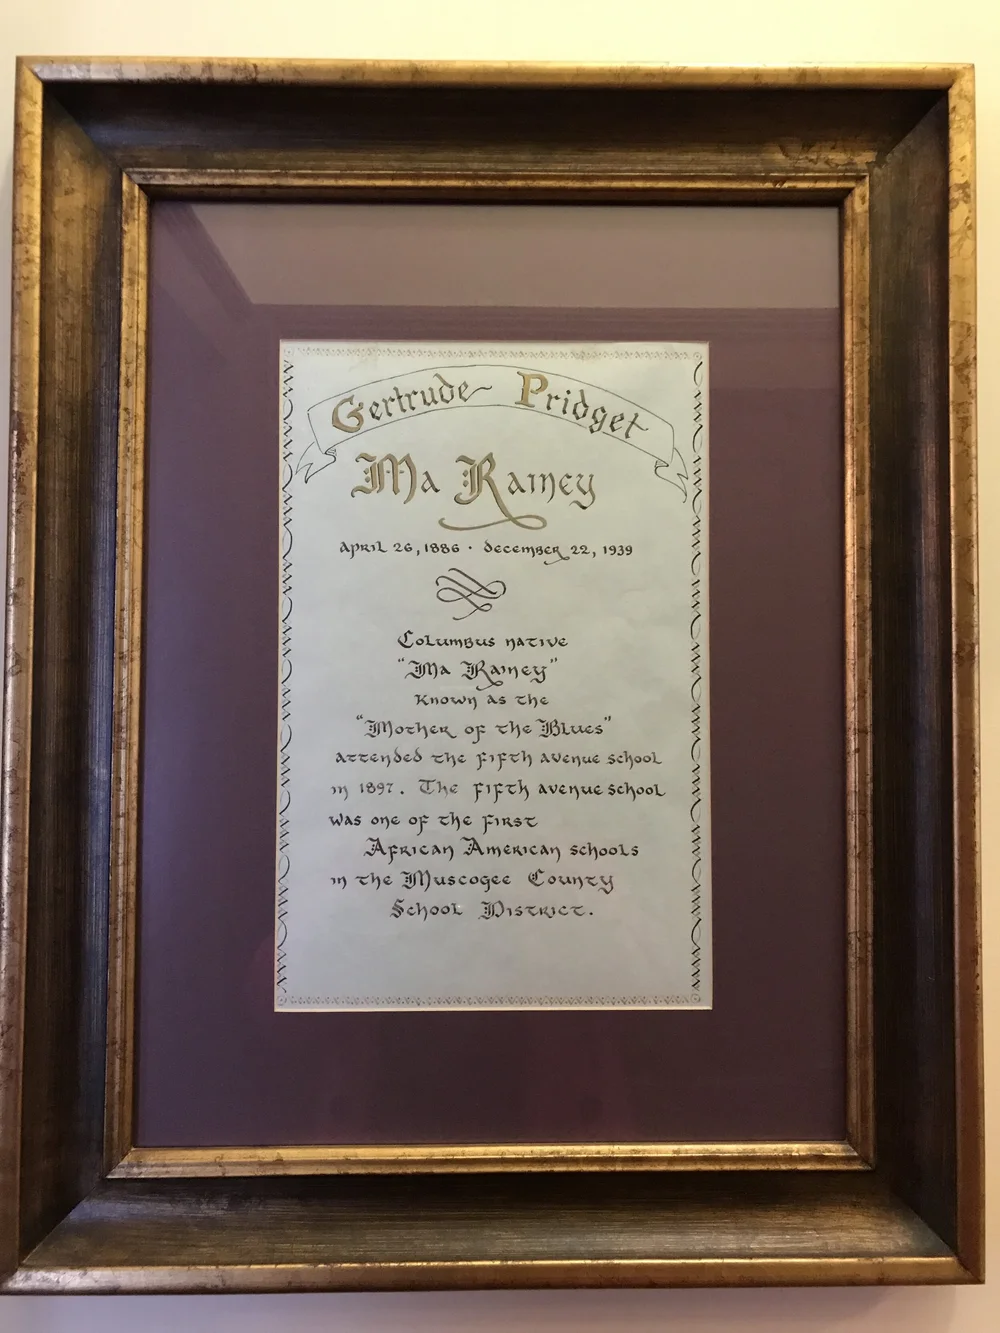 Gertrude Pridget
Ma Rainey
April 26, 1886 · December 22, 1939
Columbus native
"Ma Rainey"
Known as the
"Mother of the Blues"
attended the fifth avenue school
in 1897. The fifth avenue school
was one of the first
African American schools
in the Muscogee County
School District.